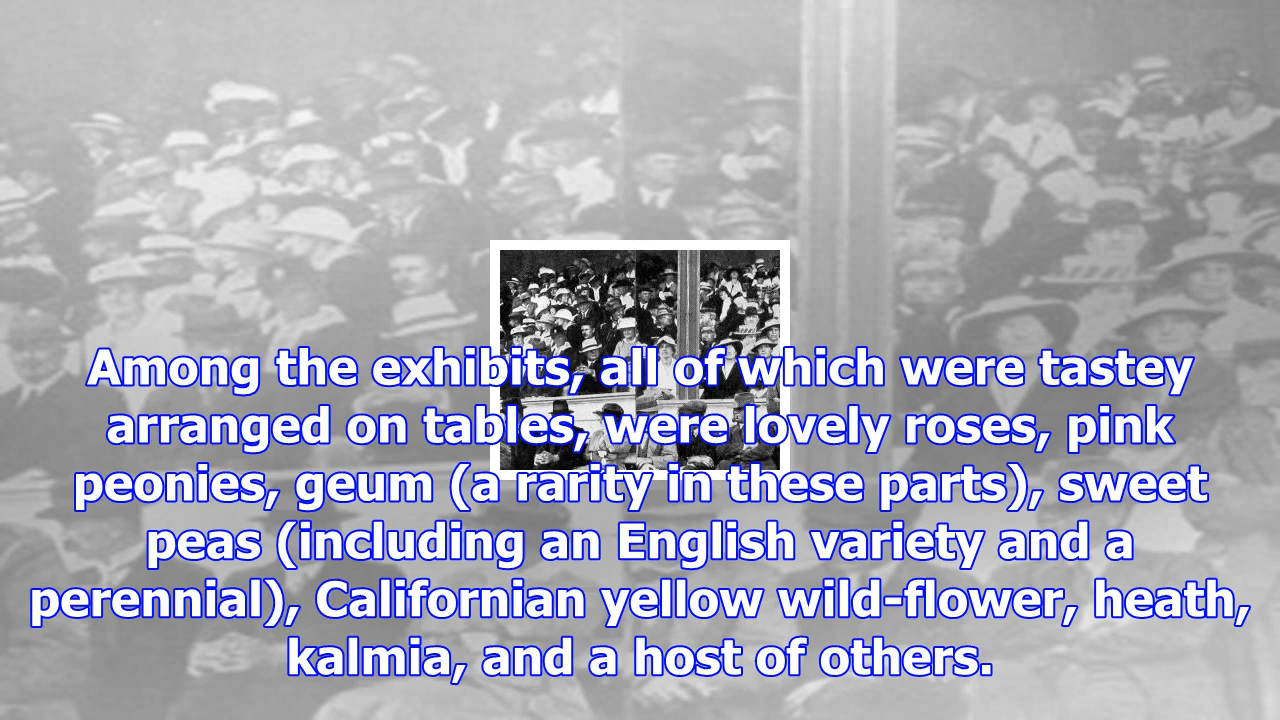 Among the exhibits, all of which were tastey
arranged on tables, were lovely roses, pink
peonies, geum (a rarity in these parts), sweet
peas (including an English variety and a
perennial), Californian yellow wild-flower, heath,
kalmia, and a host of others.